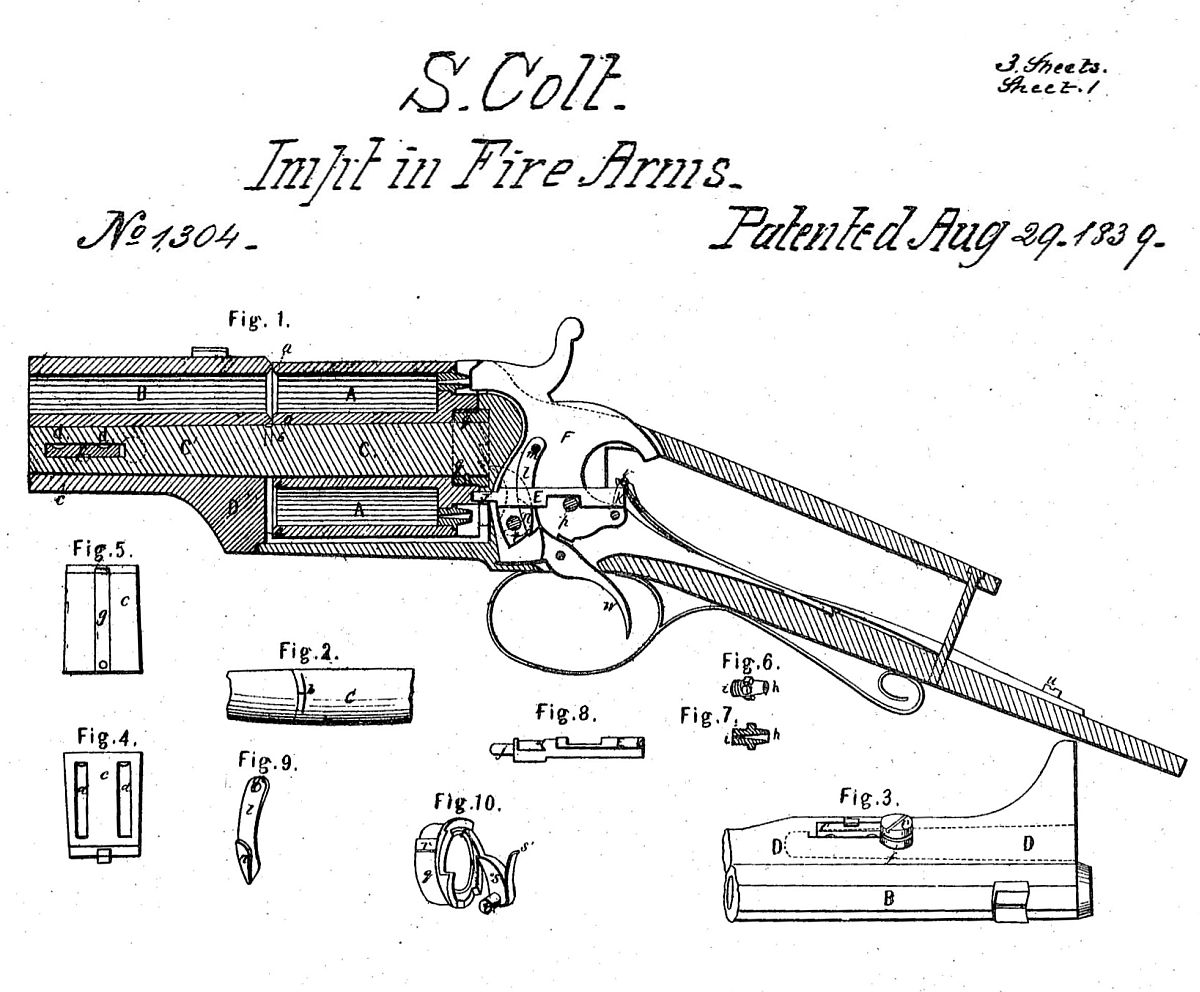 S. Colt.
3. Sheets.
Sheet. 1
Impt in Fire Arms.
No 1,304.
Patented Aug 29. 1839.
Fig. 1.
a
B
A
a
d
d
b
C'
C.
F
l
c
D
A
E
k
p
Fig. 5.
c
g
w
Fig. 2.
b
C
Fig. 6.
i
h
u
Fig. 8.
Fig. 7.
i
h
Fig. 4.
c
d
d
Fig. 9.
l
Fig. 10.
g
s
s'
Fig. 3.
D
D
B